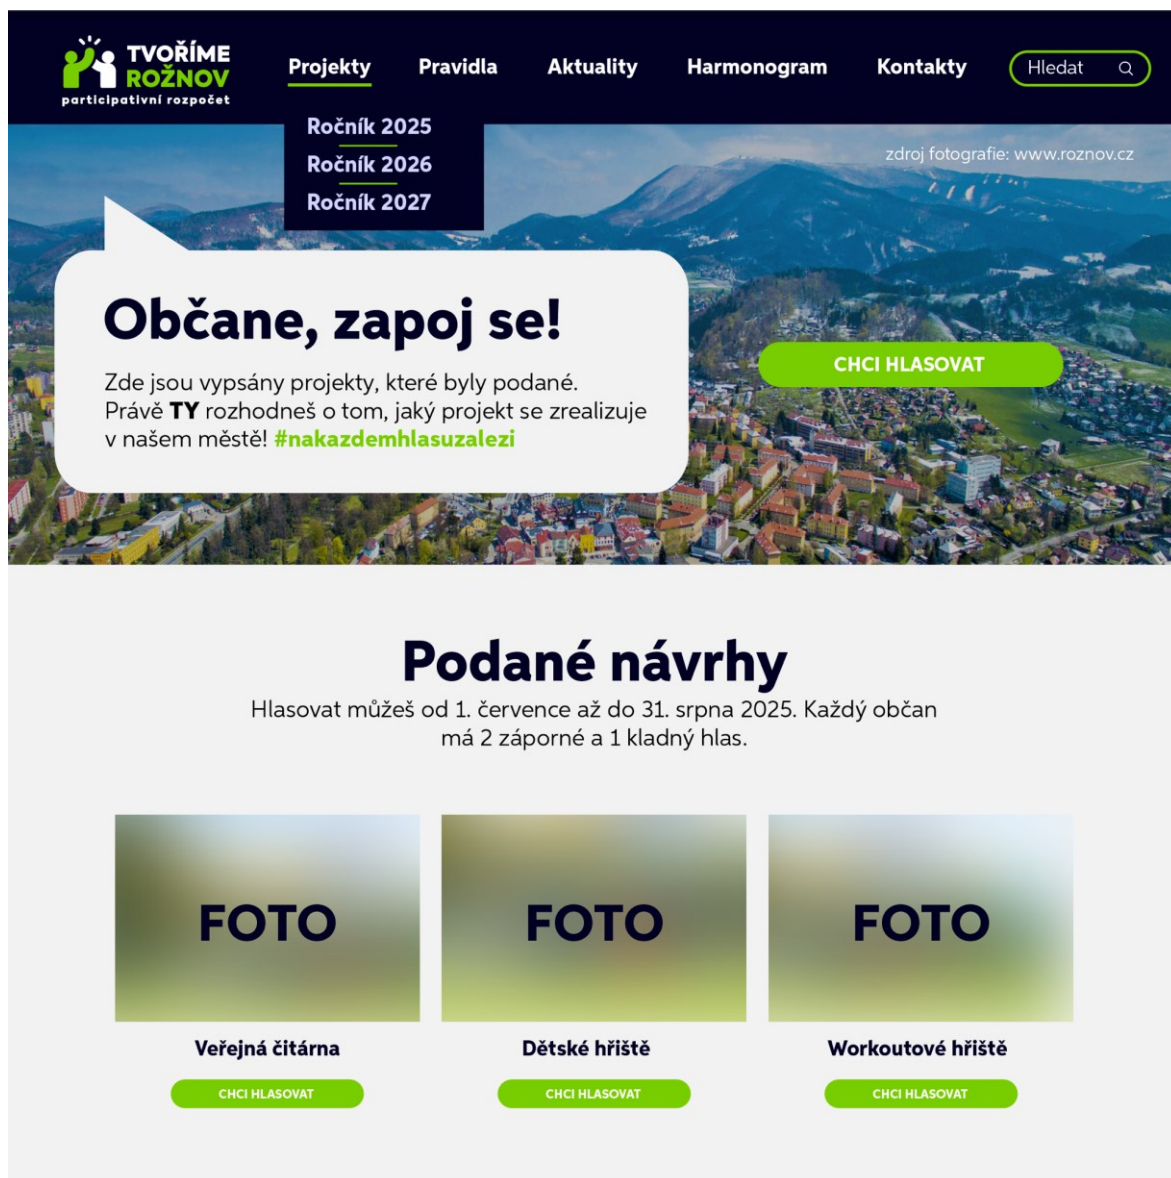 TVOŘÍME
ROŽNOV
participativní rozpočet
Projekty Pravidla Aktuality Harmonogram Kontakty Hledat
Ročník 2025
Ročník 2026
Ročník 2027
zdroj fotografie: www.roznov.cz
Občane, zapoj se!
Zde jsou vypsány projekty, které byly podané.
Právě TY rozhodneš o tom, jaký projekt se zrealizuje
v našem městě! #nakazdemhlasuzalezi
CHCI HLASOVAT
Podané návrhy
Hlasovat můžeš od 1. července až do 31. srpna 2025. Každý občan
má 2 záporné a 1 kladný hlas.
FOTO FOTO FOTO
Veřejná čitárna Dětské hřiště Workoutové hřiště
CHCI HLASOVAT CHCI HLASOVAT CHCI HLASOVAT